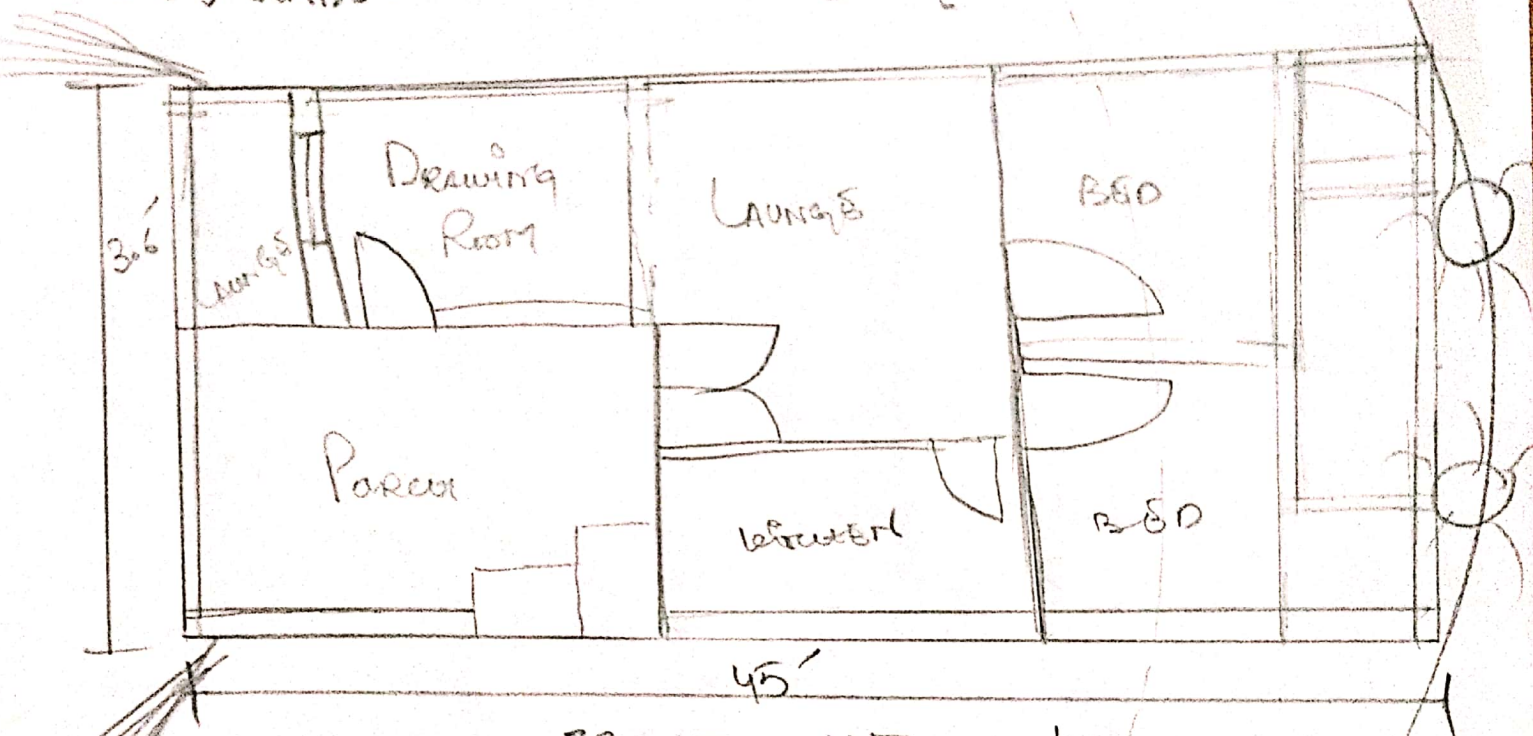 DRAWING
ROOM
LAUNGE
BED
3.6'
LAUNGE
PORCH
KITCHEN
BED
45'